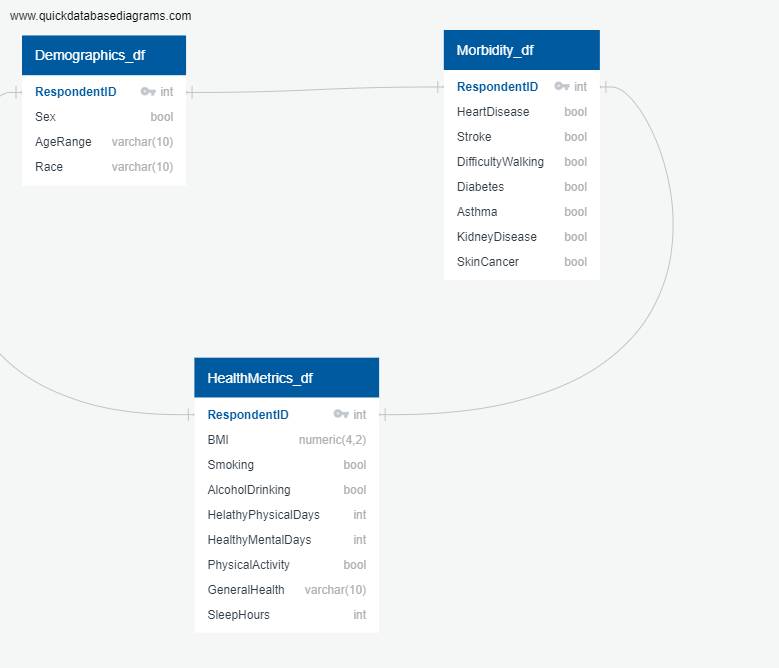 www.quickdatabasediagrams.com
Demographics_df
RespondentID int
Sex bool
AgeRange varchar(10)
Race varchar(10)
Morbidity_df
RespondentID int
HeartDisease bool
Stroke bool
DifficultyWalking bool
Diabetes bool
Asthma bool
KidneyDisease bool
SkinCancer bool
HealthMetrics_df
RespondentID int
BMI numeric(4,2)
Smoking bool
AlcoholDrinking bool
HelathyPhysicalDays int
HealthyMentalDays int
PhysicalActivity bool
GeneralHealth varchar(10)
SleepHours int